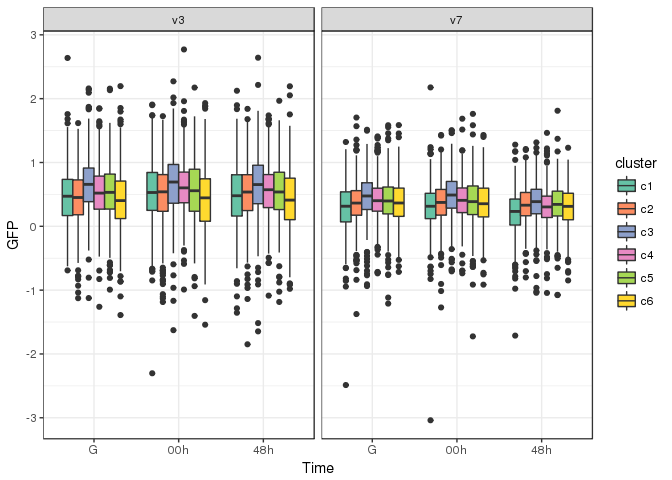 v3 v7
3
2
1
0
-1
-2
-3
GFP
G 00h 48h G 00h 48h
Time
cluster
c1
c2
c3
c4
c5
c6